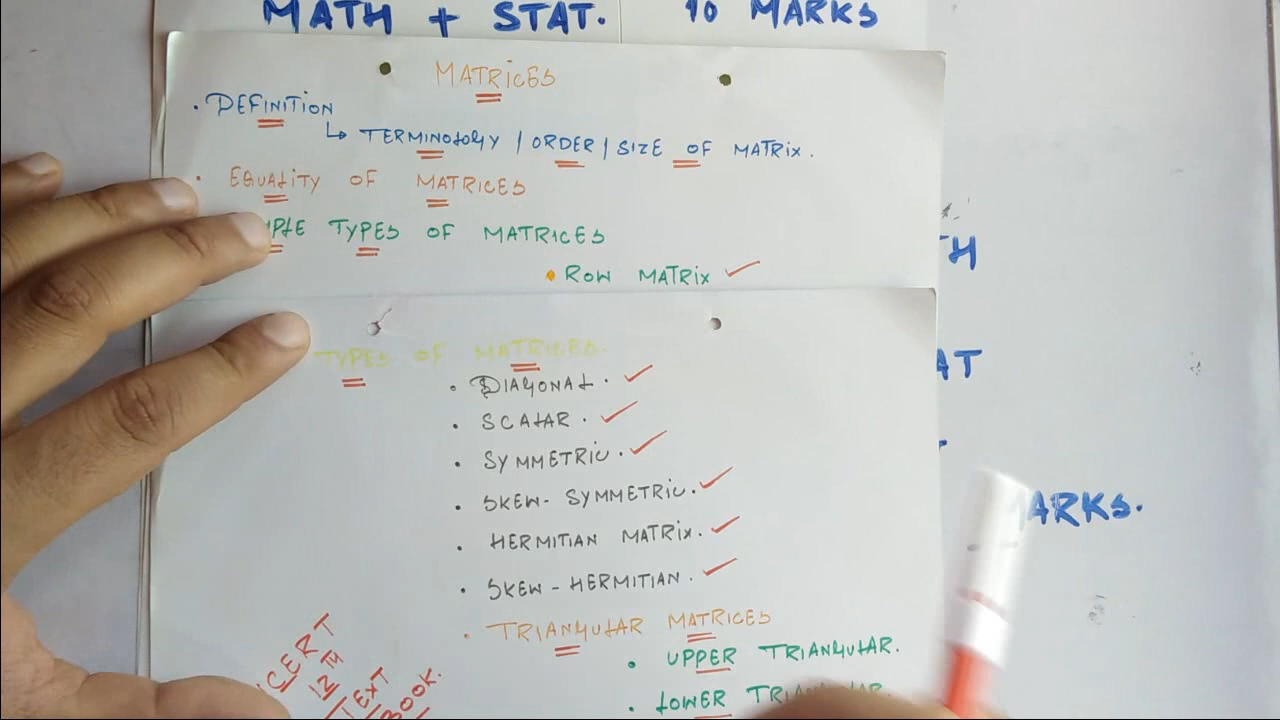 MATH + STAT. 10 MARKS
MATRICES
• DEFINITION
↳ TERMINOLOGY / ORDER / SIZE OF MATRIX.
• EQUALITY OF MATRICES
TYPES OF MATRICES
• ROW MATRIX ✓
TYPES OF MATRICES.
• DIAGONAL. ✓
• SCALAR. ✓
• SYMMETRIC. ✓
• SKEW-SYMMETRIC. ✓
• HERMITIAN MATRIX. ✓
• SKEW-HERMITIAN. ✓
• TRIANGULAR MATRICES
• UPPER TRIANGULAR.
• LOWER TRIANGULAR.
TH
AT
ARKS.
CERT
12TH
TEXT
BOOK.